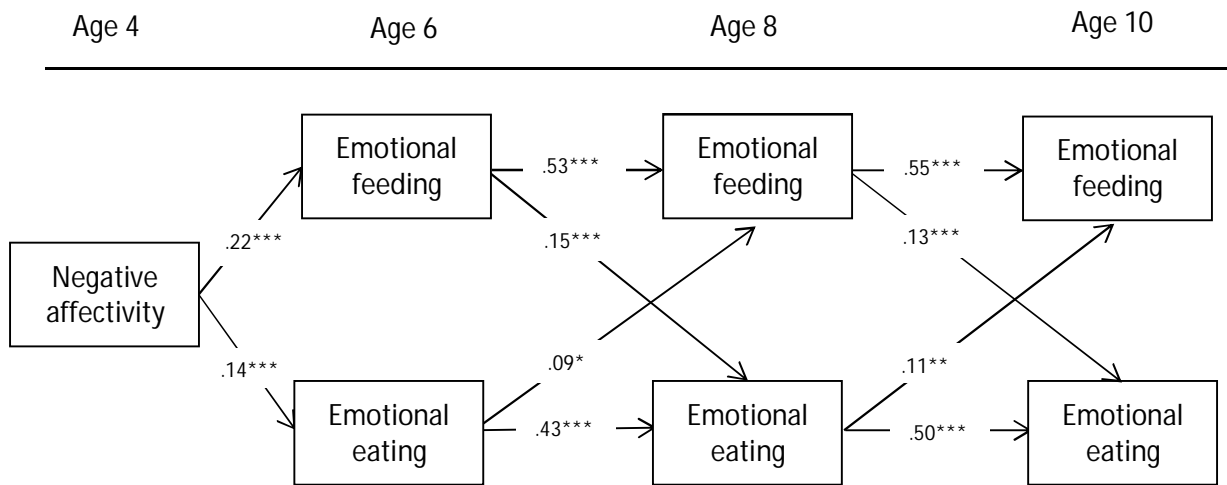 Age 4 Age 6 Age 8 Age 10
Emotional
feeding
.53***
Emotional
feeding
.55***
Emotional
feeding
.22***
.15***
.13***
Negative
affectivity
.14***
.09*
.11**
Emotional
eating
.43***
Emotional
eating
.50***
Emotional
eating